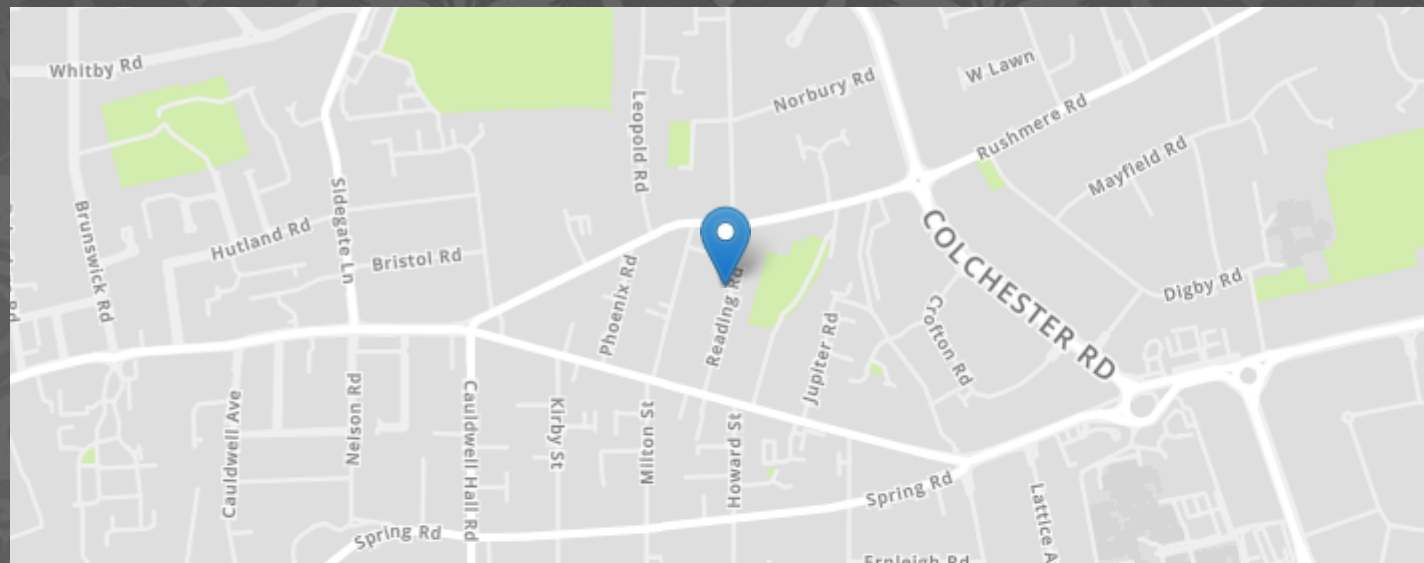 Whitby Rd
W Lawn
Norbury Rd
Leopold Rd
Rushmere Rd
Mayfield Rd
Sidegate Ln
Brunswick Rd
Hutland Rd
Bristol Rd
COLCHESTER RD
Phoenix Rd
Reading Rd
Digby Rd
Crofton Rd
Jupiter Rd
Cauldwell Ave
Nelson Rd
Cauldwell Hall Rd
Kirby St
Milton St
Howard St
Spring Rd
Spring Rd
Lattice A
Ernleigh Rd